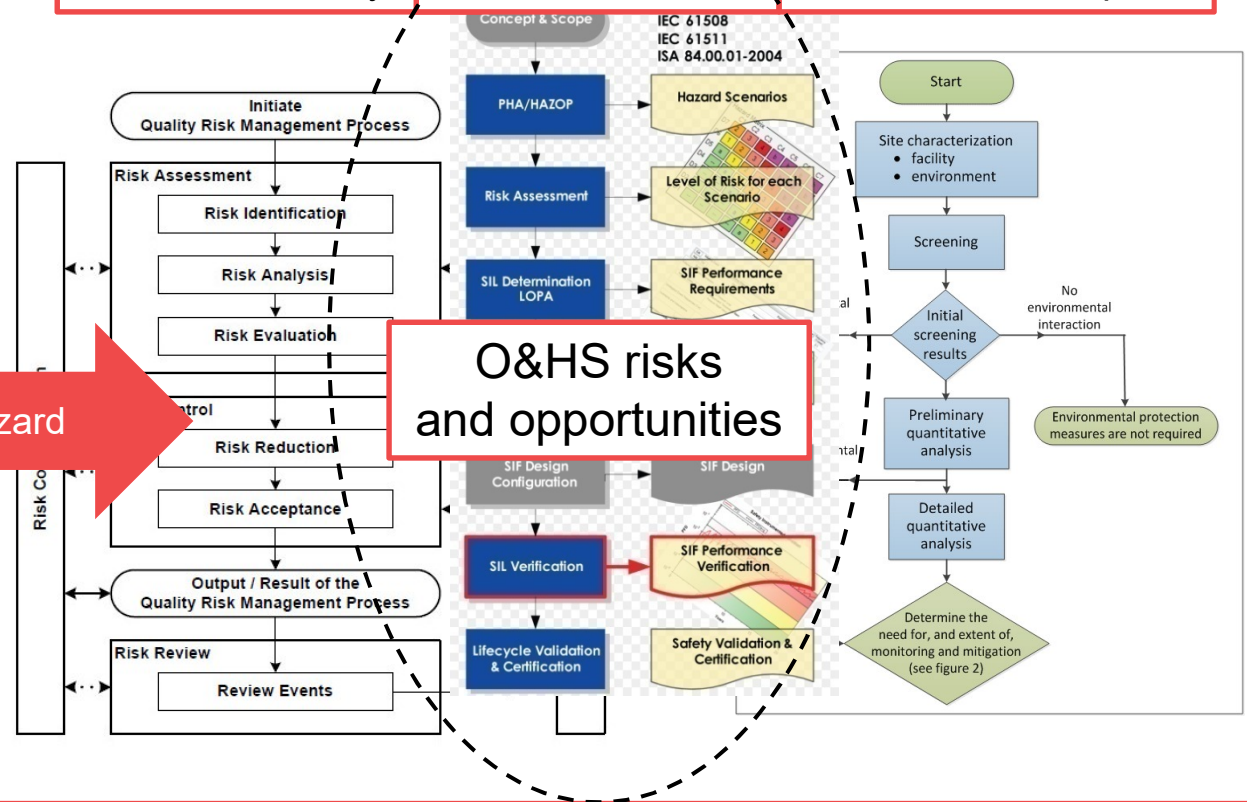 Initiate
Quality Risk Management Process
Risk Assessment
Risk Identification
Risk Analysis
Risk Evaluation
zard
ntrol
Risk Reduction
Risk Acceptance
Risk Co
Output / Result of the
Quality Risk Management Process
Risk Review
Review Events
Concept & Scope
IEC 61508
IEC 61511
ISA 84.00.01-2004
PHA/HAZOP
Hazard Scenarios
Risk Assessment
Level of Risk for each
Scenario
SIL Determination
LOPA
SIF Performance
Requirements
O&HS risks
and opportunities
SIF Design
Configuration
SIF Design
SIL Verification
SIF Performance
Verification
Lifecycle Validation
& Certification
Safety Validation &
Certification
Start
Site characterization
• facility
• environment
Screening
al
Initial
screening
results
No
environmental
interaction
Environmental protection
measures are not required
Preliminary
quantitative
analysis
ntal
Detailed
quantitative
analysis
Determine the
need for, and extent of,
monitoring and mitigation
(see figure 2)